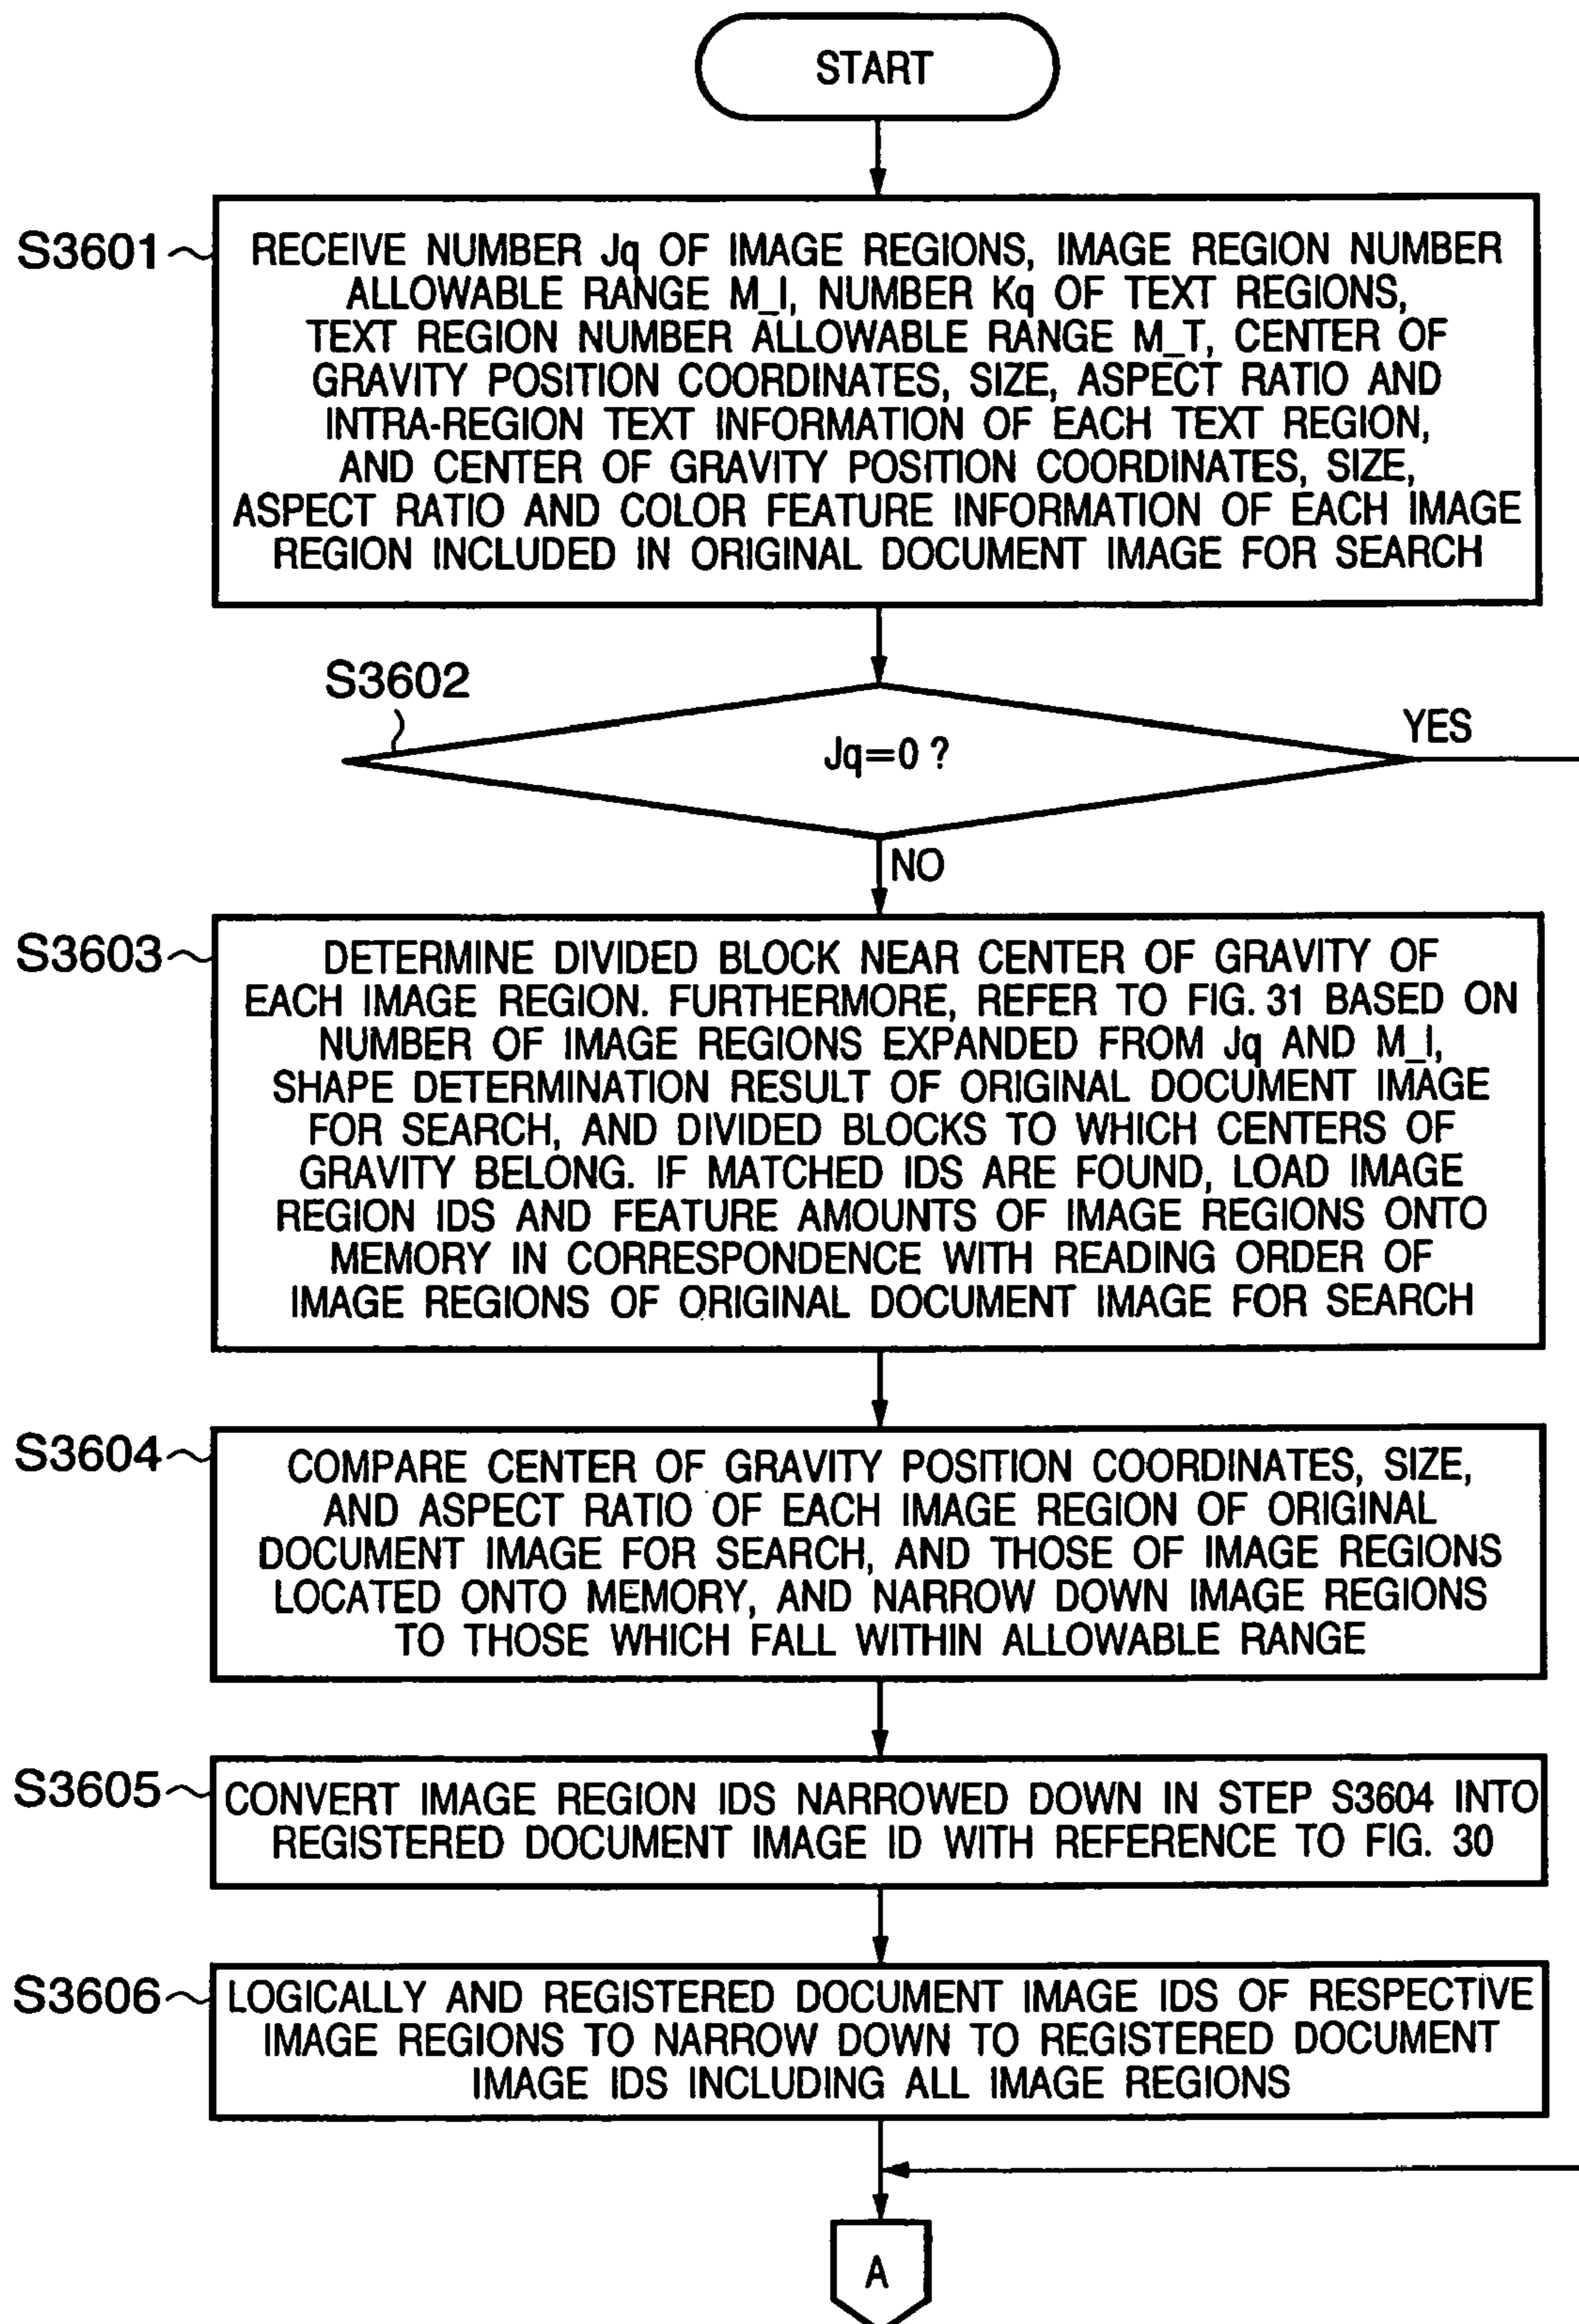 START
S3601
RECEIVE NUMBER Jq OF IMAGE REGIONS, IMAGE REGION NUMBER
ALLOWABLE RANGE M_I, NUMBER Kq OF TEXT REGIONS,
TEXT REGION NUMBER ALLOWABLE RANGE M_T, CENTER OF
GRAVITY POSITION COORDINATES, SIZE, ASPECT RATIO AND
INTRA-REGION TEXT INFORMATION OF EACH TEXT REGION,
AND CENTER OF GRAVITY POSITION COORDINATES, SIZE,
ASPECT RATIO AND COLOR FEATURE INFORMATION OF EACH IMAGE
REGION INCLUDED IN ORIGINAL DOCUMENT IMAGE FOR SEARCH
S3602
Jq=0 ?
YES
NO
S3603
DETERMINE DIVIDED BLOCK NEAR CENTER OF GRAVITY OF
EACH IMAGE REGION. FURTHERMORE, REFER TO FIG. 31 BASED ON
NUMBER OF IMAGE REGIONS EXPANDED FROM Jq AND M_I,
SHAPE DETERMINATION RESULT OF ORIGINAL DOCUMENT IMAGE
FOR SEARCH, AND DIVIDED BLOCKS TO WHICH CENTERS OF
GRAVITY BELONG. IF MATCHED IDS ARE FOUND, LOAD IMAGE
REGION IDS AND FEATURE AMOUNTS OF IMAGE REGIONS ONTO
MEMORY IN CORRESPONDENCE WITH READING ORDER OF
IMAGE REGIONS OF ORIGINAL DOCUMENT IMAGE FOR SEARCH
S3604
COMPARE CENTER OF GRAVITY POSITION COORDINATES, SIZE,
AND ASPECT RATIO OF EACH IMAGE REGION OF ORIGINAL
DOCUMENT IMAGE FOR SEARCH, AND THOSE OF IMAGE REGIONS
LOCATED ONTO MEMORY, AND NARROW DOWN IMAGE REGIONS
TO THOSE WHICH FALL WITHIN ALLOWABLE RANGE
S3605
CONVERT IMAGE REGION IDS NARROWED DOWN IN STEP S3604 INTO
REGISTERED DOCUMENT IMAGE ID WITH REFERENCE TO FIG. 30
S3606
LOGICALLY AND REGISTERED DOCUMENT IMAGE IDS OF RESPECTIVE
IMAGE REGIONS TO NARROW DOWN TO REGISTERED DOCUMENT
IMAGE IDS INCLUDING ALL IMAGE REGIONS
A